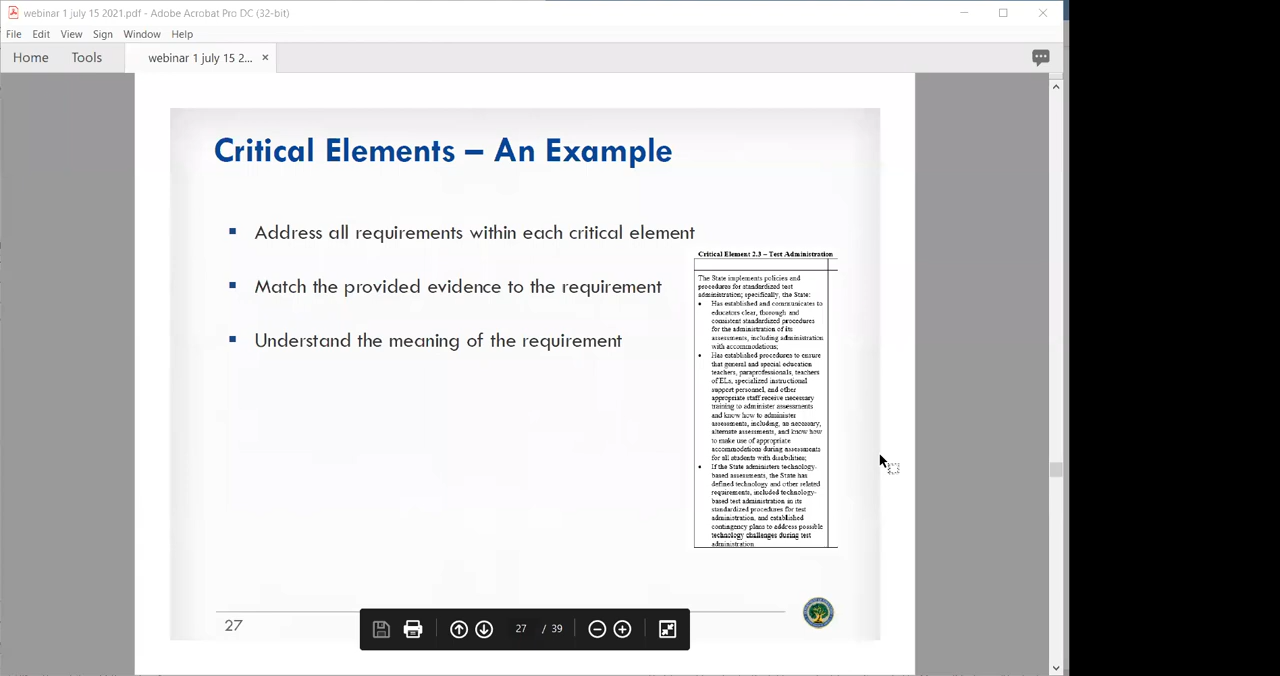 webinar 1 july 15 2021.pdf - Adobe Acrobat Pro DC (32-bit)
File Edit View Sign Window Help
Home Tools webinar 1 july 15 2... ×
Critical Elements – An Example
▪ Address all requirements within each critical element
▪ Match the provided evidence to the requirement
▪ Understand the meaning of the requirement
Critical Element 2.3 – Test Administration
The State implements policies and
procedures for standardized test
administration; specifically, the State:
• Has established and communicates to
educators clear, thorough and
consistent standardized procedures
for the administration of its
assessments, including administration
with accommodations;
• Has established procedures to ensure
that general and special education
teachers, paraprofessionals, teachers
of ELs, specialized instructional
support personnel, and other
appropriate staff receive necessary
training to administer assessments
and know how to administer
assessments, including, as necessary,
alternate assessments, and know how
to make use of appropriate
accommodations during assessments
for all students with disabilities;
• If the State administers technology-
based assessments, the State has
defined technology and other related
requirements, included technology-
based test administration in its
standardized procedures for test
administration, and established
contingency plans to address possible
technology challenges during test
administration
27
27 / 39